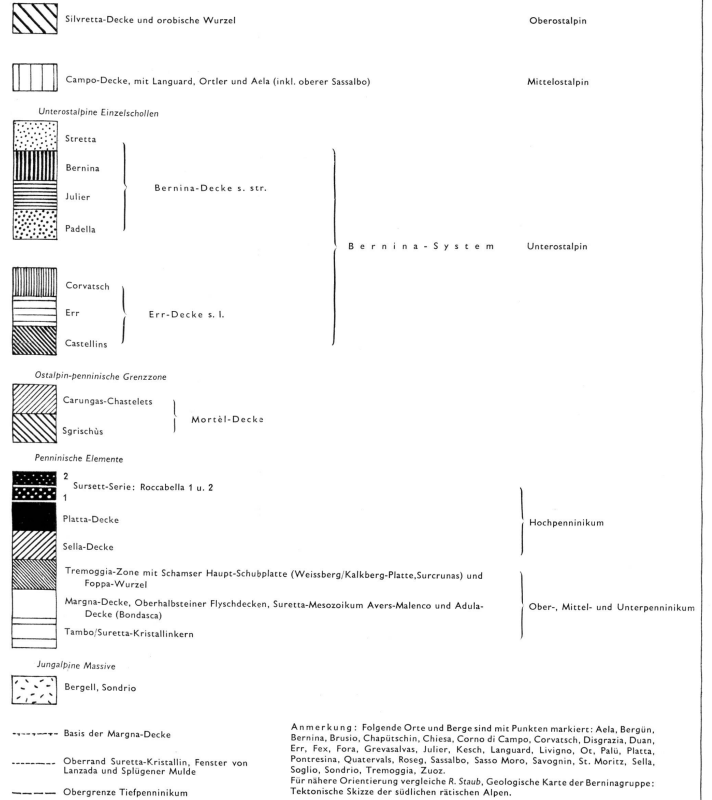 Silvretta-Decke und orobische Wurzel
Oberostalpin
Campo-Decke, mit Languard, Ortler und Aela (inkl. oberer Sassalbo)
Mittelostalpin
Unterostalpine Einzelschollen
Stretta
Bernina
Julier
Padella
Bernina-Decke s. str.
Corvatsch
Err
Castellins
Err-Decke s. l.
Bernina-System
Unterostalpin
Ostalpin-penninische Grenzzone
Carungas-Chastelets
Sgrischùs
Mortèl-Decke
Penninische Elemente
2
Sursett-Serie: Roccabella 1 u. 2
1
Platta-Decke
Sella-Decke
Hochpenninikum
Tremoggia-Zone mit Schamser Haupt-Schubplatte (Weissberg/Kalkberg-Platte,Surcrunas) und
Foppa-Wurzel
Margna-Decke, Oberhalbsteiner Flyschdecken, Suretta-Mesozoikum Avers-Malenco und Adula-
Decke (Bondasca)
Tambo/Suretta-Kristallinkern
Ober-, Mittel- und Unterpenninikum
Jungalpine Massive
Bergell, Sondrio
Basis der Margna-Decke
Oberrand Suretta-Kristallin, Fenster von
Lanzada und Splügener Mulde
Obergrenze Tiefpenninikum
Anmerkung: Folgende Orte und Berge sind mit Punkten markiert: Aela, Bergün,
Bernina, Brusio, Chapütschin, Chiesa, Corno di Campo, Corvatsch, Disgrazia, Duan,
Err, Fex, Fora, Grevasalvas, Julier, Kesch, Languard, Livigno, Ot, Palü, Platta,
Pontresina, Quatervals, Roseg, Sassalbo, Sasso Moro, Savognin, St. Moritz, Sella,
Soglio, Sondrio, Tremoggia, Zuoz.
Für nähere Orientierung vergleiche R. Staub, Geologische Karte der Berninagruppe:
Tektonische Skizze der südlichen rätischen Alpen.